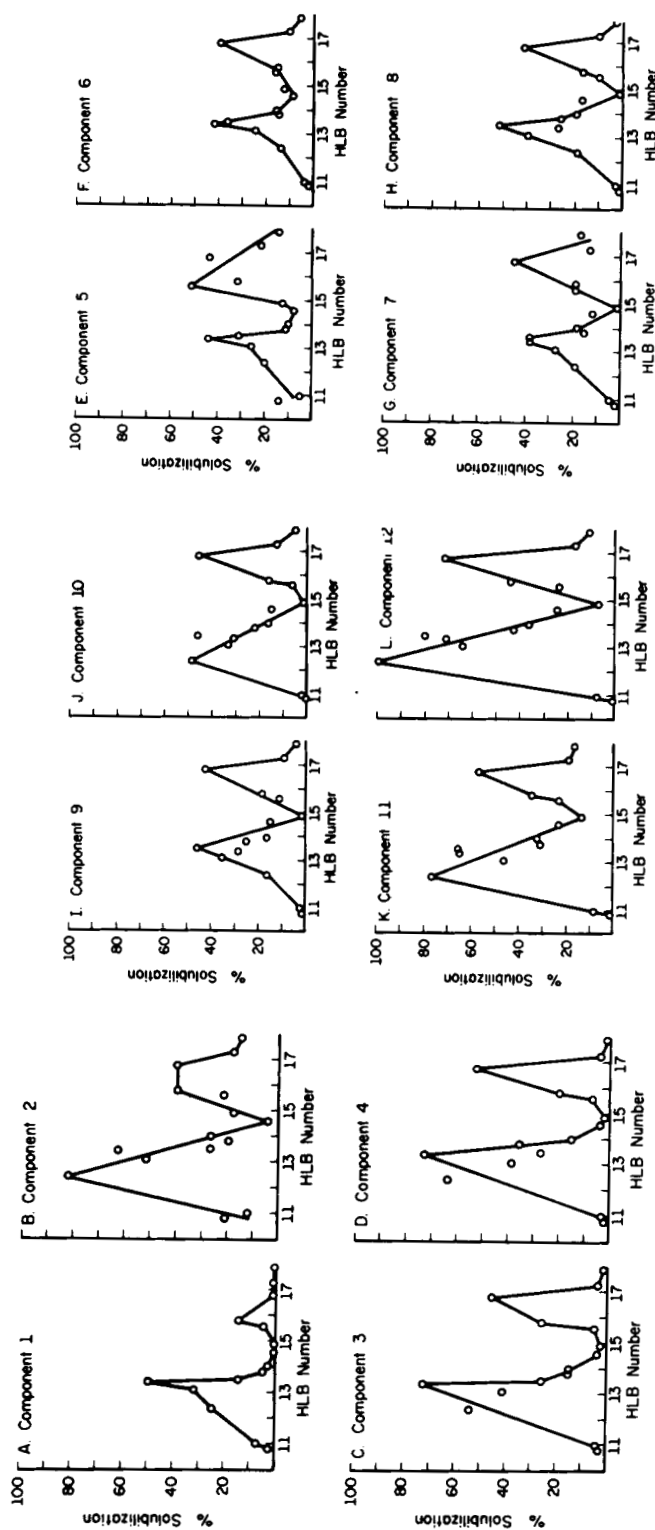 A. Component 1
100
80
60
40
20
% Solubilization
11 13 15 17
HLB Number
B. Component 2
11 13 15 17
HLB Number
C. Component 3
100
80
60
40
20
% Solubilization
11 13 15 17
HLB Number
D. Component 4
11 13 15 17
HLB Number
I. Component 9
100
80
60
40
20
% Solubilization
11 13 15 17
HLB Number
J. Component 10
11 13 15 17
HLB Number
K. Component 11
100
80
60
40
20
% Solubilization
11 13 15 17
HLB Number
L. Component 12
11 13 15 17
HLB Number
E. Component 5
100
80
60
40
20
% Solubilization
11 13 15 17
HLB Number
F. Component 6
11 13 15 17
HLB Number
G. Component 7
100
80
60
40
20
% Solubilization
11 13 15 17
HLB Number
H. Component 8
11 13 15 17
HLB Number